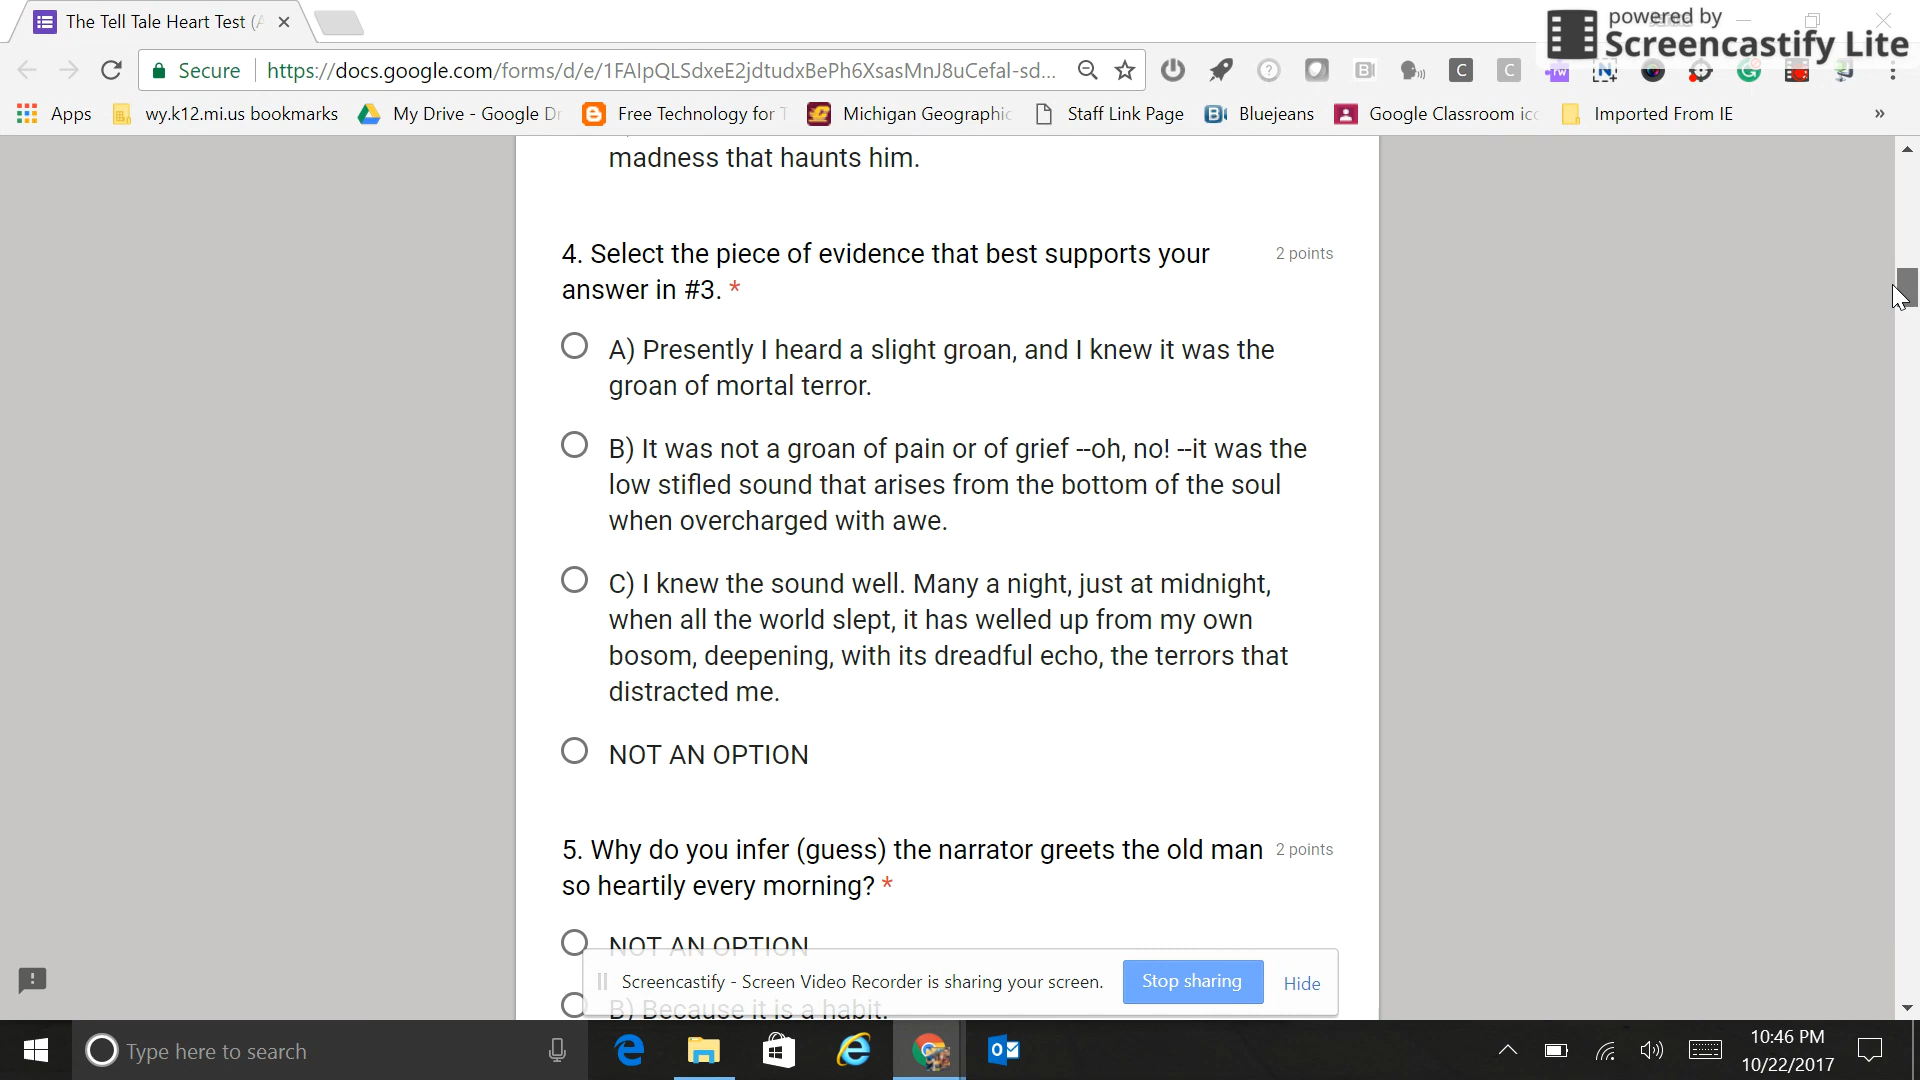 The Tell Tale Heart Test (A
powered by
Screencastify Lite
Secure
https://docs.google.com/forms/d/e/1FAIpQLSdxeE2jdtudxBePh6XsasMnJ8uCefal-sd...
Apps
wy.k12.mi.us bookmarks
My Drive - Google Dr
Free Technology for T
Michigan Geographic
Staff Link Page
Bluejeans
Google Classroom ico
Imported From IE
»
madness that haunts him.
4. Select the piece of evidence that best supports your
2 points
answer in #3. *
A) Presently I heard a slight groan, and I knew it was the
groan of mortal terror.
B) It was not a groan of pain or of grief --oh, no! --it was the
low stifled sound that arises from the bottom of the soul
when overcharged with awe.
C) I knew the sound well. Many a night, just at midnight,
when all the world slept, it has welled up from my own
bosom, deepening, with its dreadful echo, the terrors that
distracted me.
NOT AN OPTION
5. Why do you infer (guess) the narrator greets the old man
2 points
so heartily every morning? *
NOT AN OPTION
Screencastify - Screen Video Recorder is sharing your screen.
Stop sharing
Hide
B) Because it is a habit.
Type here to search
10:46 PM
10/22/2017